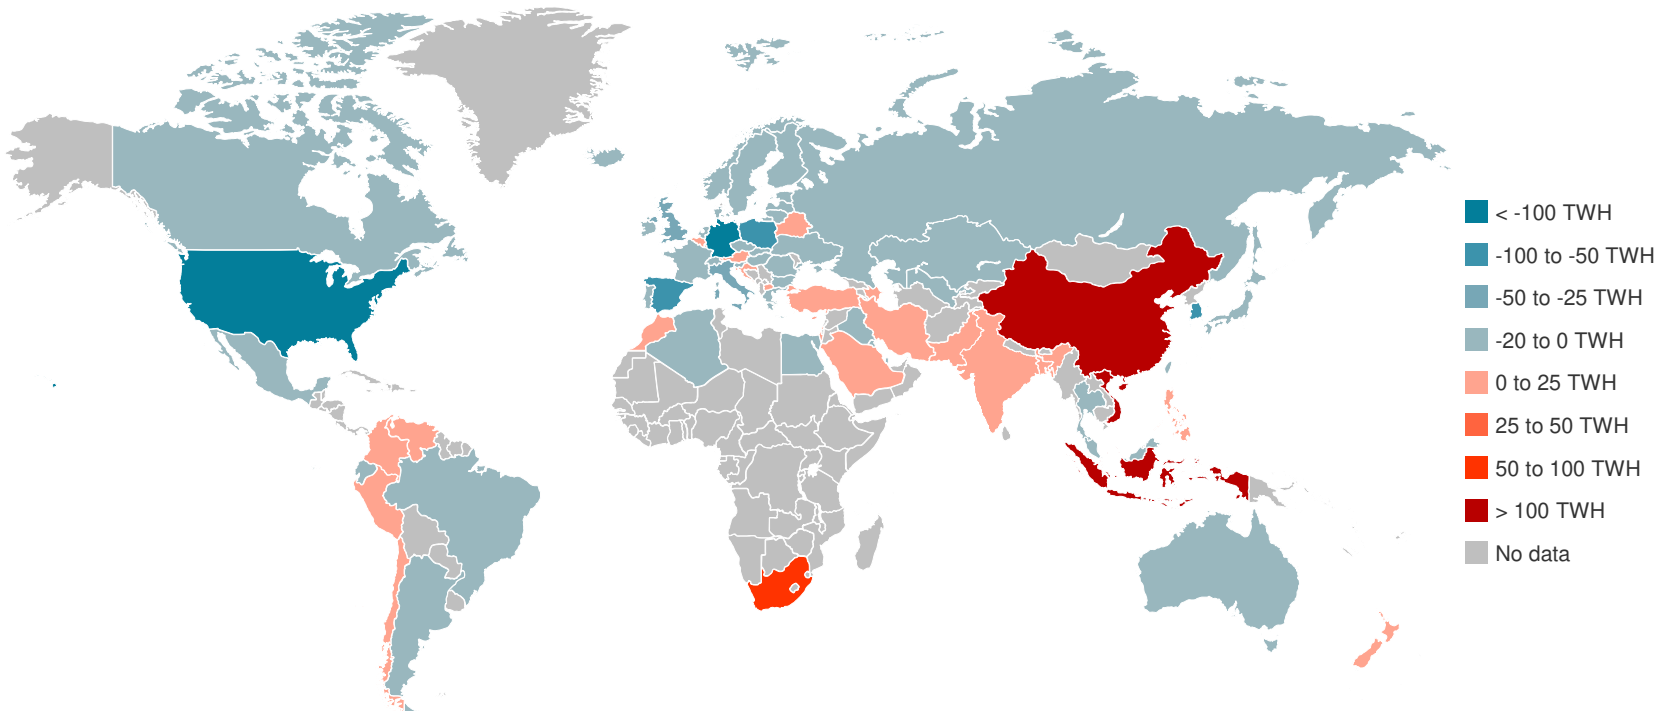 < -100 TWH
-100 to -50 TWH
-50 to -25 TWH
-20 to 0 TWH
0 to 25 TWH
25 to 50 TWH
50 to 100 TWH
> 100 TWH
No data